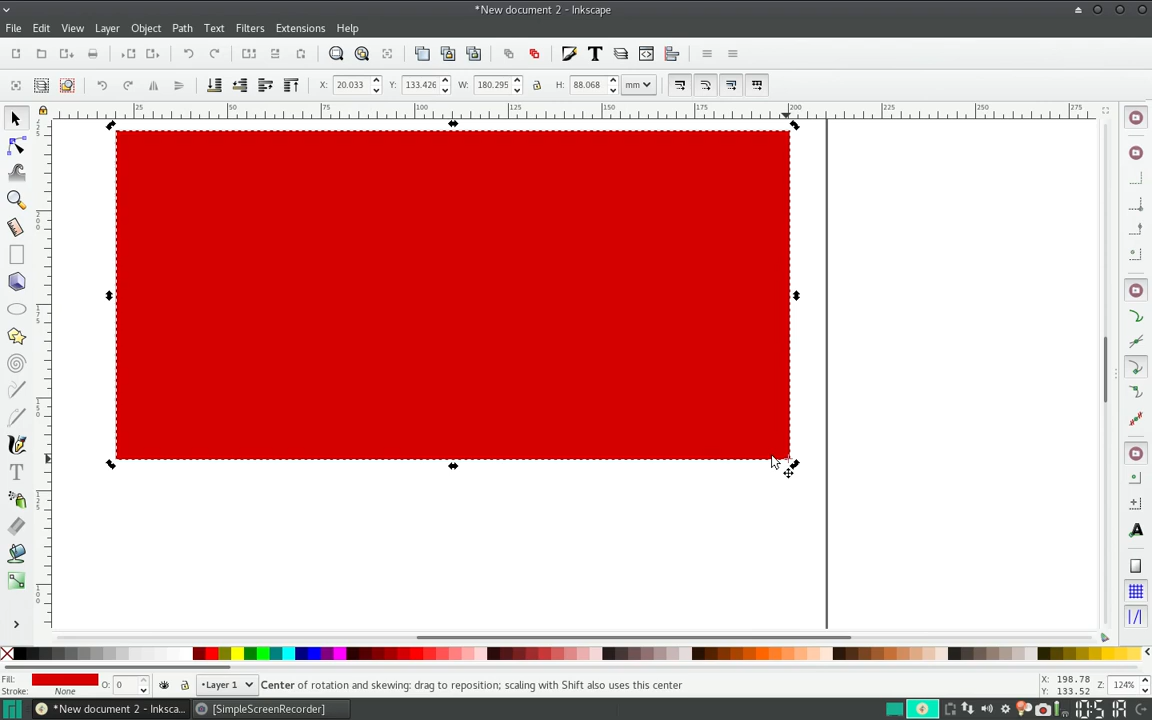 *New document 2 - Inkscape
File Edit View Layer Object Path Text Filters Extensions Help
X: 20.033 Y: 133.426 W: 180.295 H: 88.068 mm
25 50 75 100 125 150 175 200 225 250 275
Fill:
Stroke: None
O: 0
•Layer 1
Center of rotation and skewing: drag to reposition; scaling with Shift also uses this center
X: 198.78
Y: 133.52
Z: 124%
*New document 2 - Inksca...
[SimpleScreenRecorder]
10:51:19